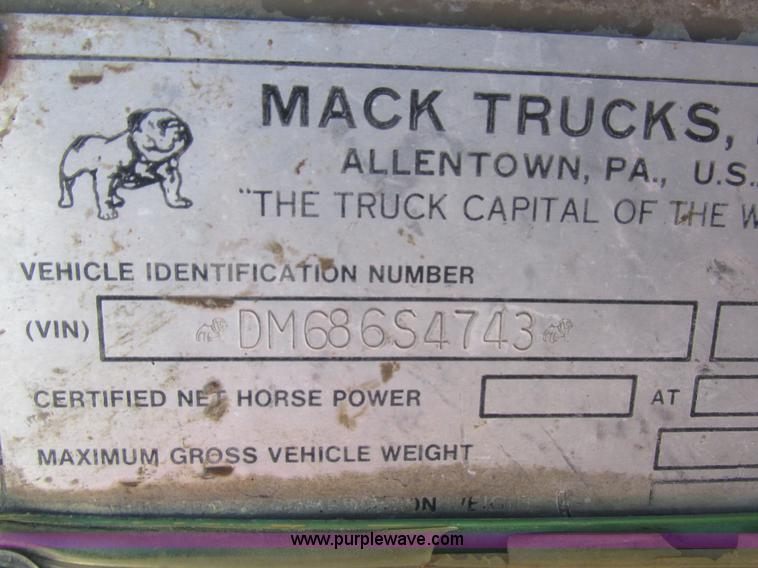 MACK TRUCKS,
ALLENTOWN, PA., U.S.
"THE TRUCK CAPITAL OF THE
VEHICLE IDENTIFICATION NUMBER
(VIN) DM686S4743
CERTIFIED NET HORSE POWER AT
MAXIMUM GROSS VEHICLE WEIGHT
www.purplewave.com